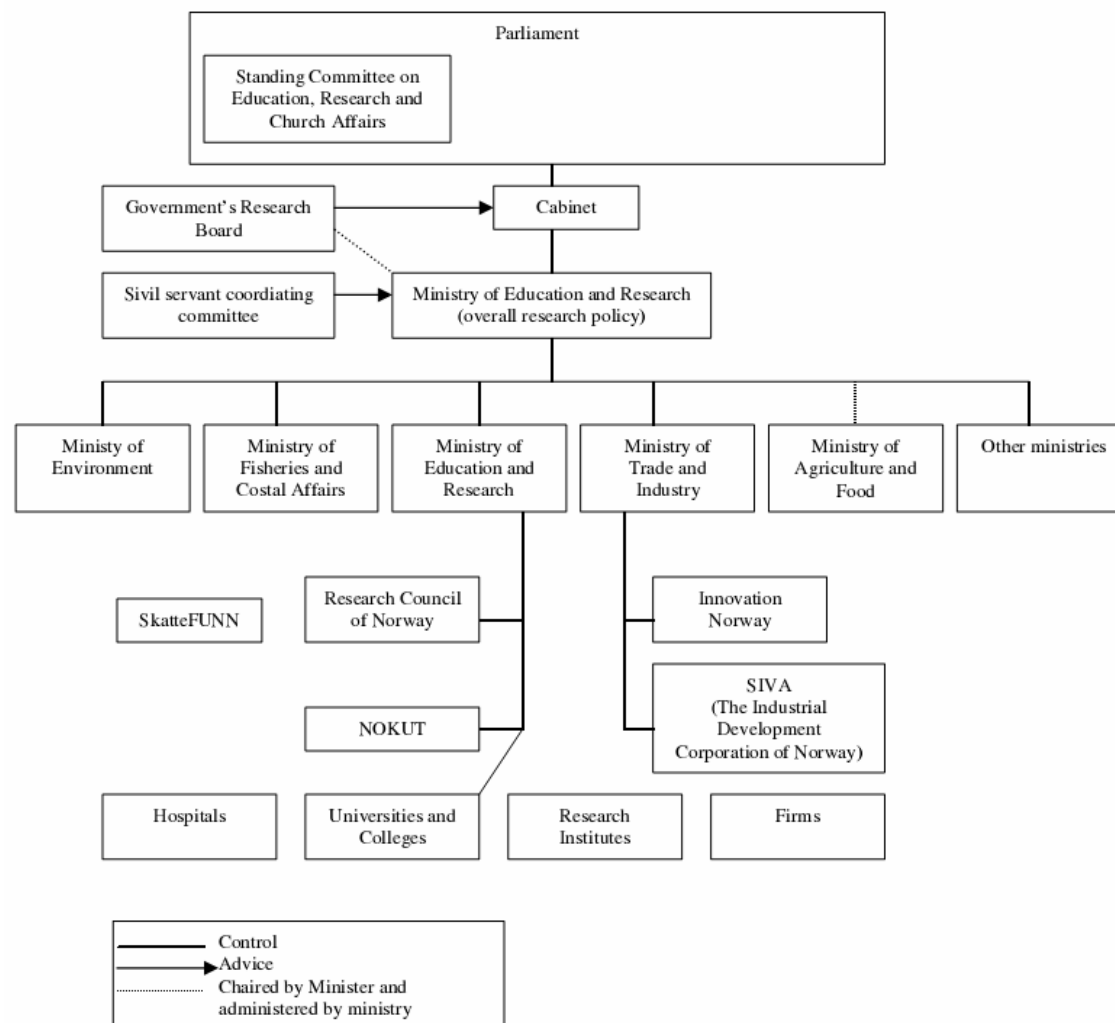 Parliament
Standing Committee on
Education, Research and
Church Affairs
Government's Research
Board
Cabinet
Sivil servant coordiating
committee
Ministry of Education and Research
(overall research policy)
Ministy of
Environment
Ministry of
Fisheries and
Costal Affairs
Ministry of
Education and
Research
Ministry of
Trade and
Industry
Ministry of
Agriculture and
Food
Other ministries
SkatteFUNN
Research Council
of Norway
Innovation
Norway
NOKUT
SIVA
(The Industrial
Development
Corporation of Norway)
Hospitals
Universities and
Colleges
Research
Institutes
Firms
Control
Advice
Chaired by Minister and
administered by ministry